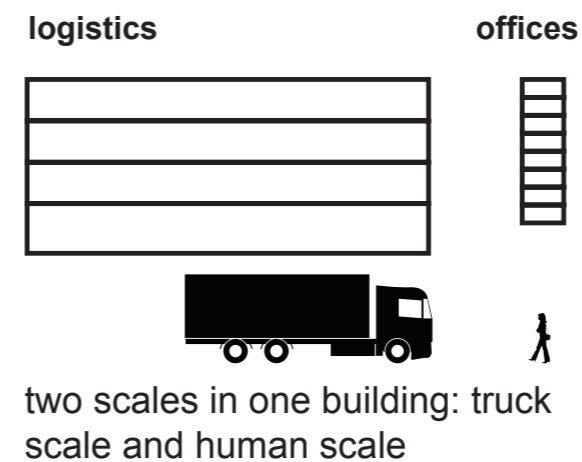 logistics
offices
two scales in one building: truck
scale and human scale